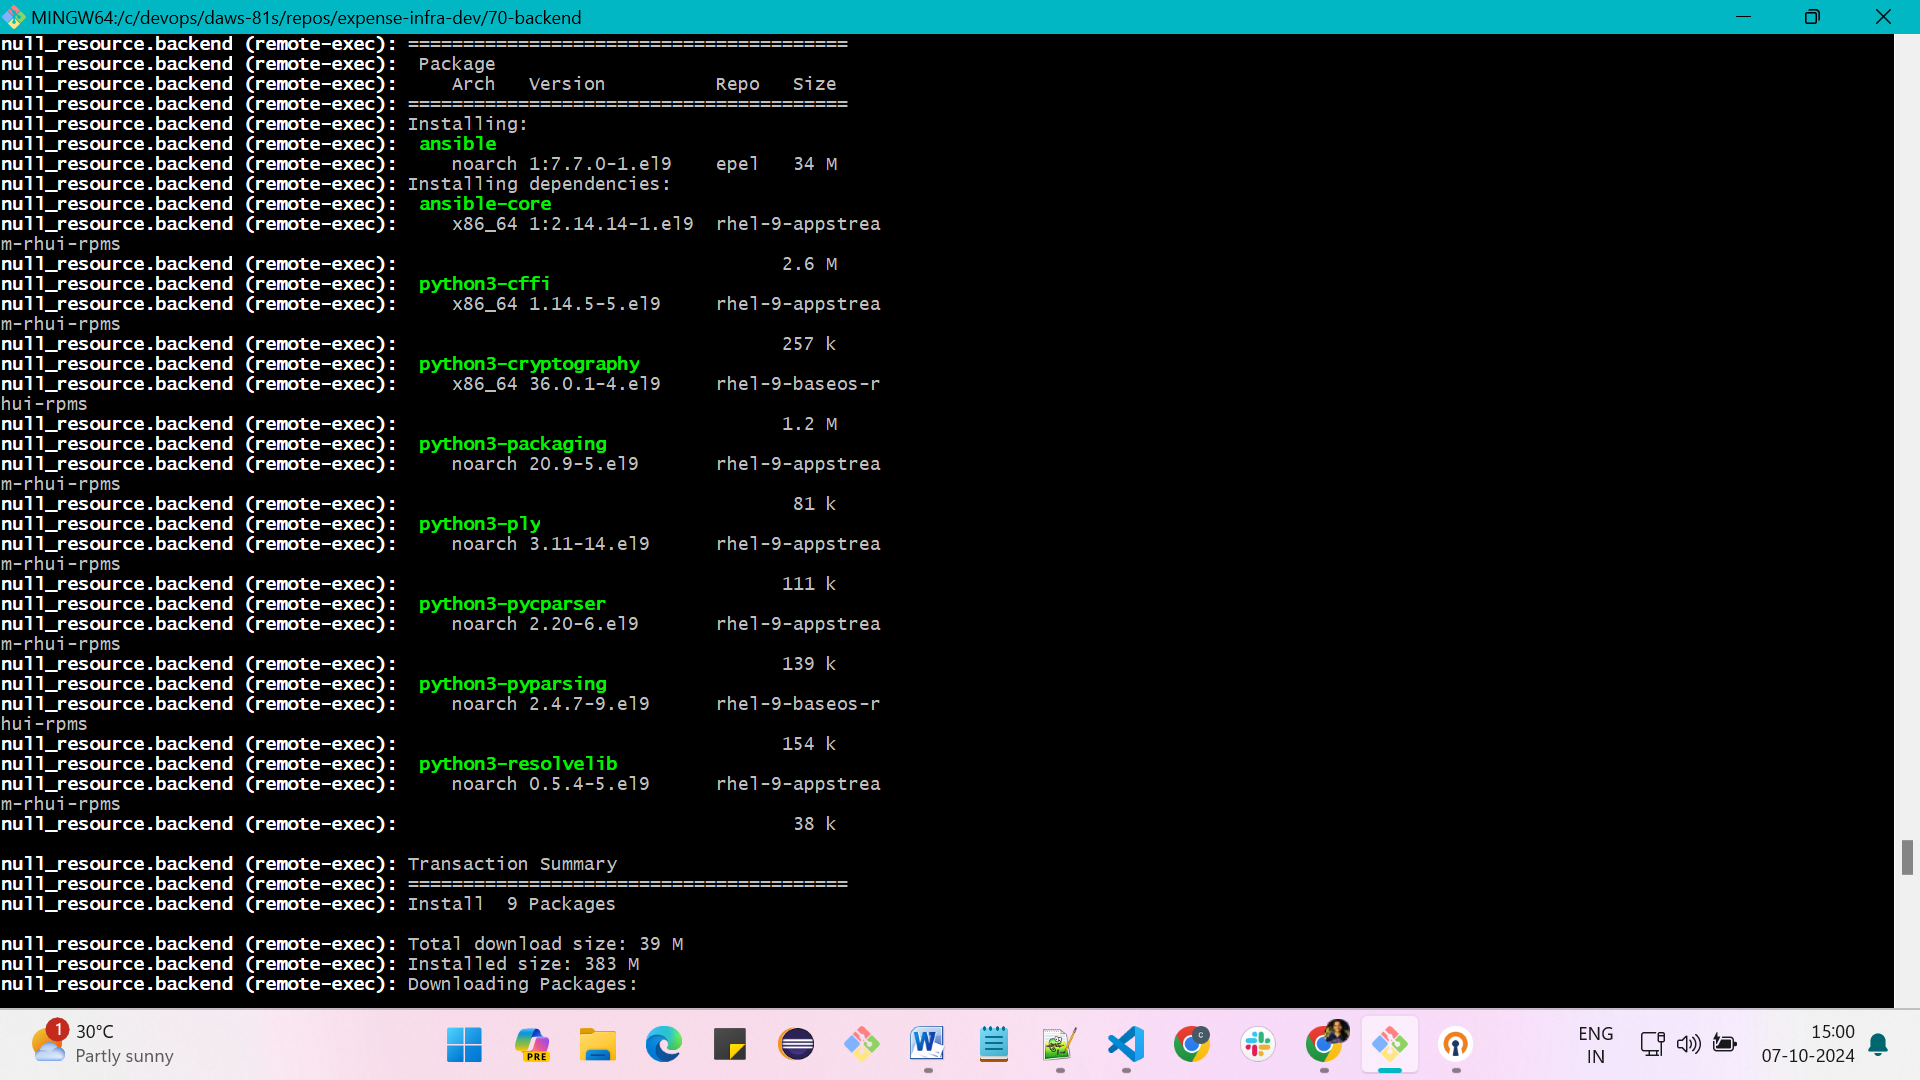 MINGW64:/c/devops/daws-81s/repos/expense-infra-dev/70-backend
null_resource.backend (remote-exec): ========================================
null_resource.backend (remote-exec):  Package
null_resource.backend (remote-exec):     Arch   Version          Repo   Size
null_resource.backend (remote-exec): ========================================
null_resource.backend (remote-exec): Installing:
null_resource.backend (remote-exec):  ansible
null_resource.backend (remote-exec):     noarch 1:7.7.0-1.el9    epel   34 M
null_resource.backend (remote-exec): Installing dependencies:
null_resource.backend (remote-exec):  ansible-core
null_resource.backend (remote-exec):     x86_64 1:2.14.14-1.el9  rhel-9-appstrea
m-rhui-rpms
null_resource.backend (remote-exec):                                   2.6 M
null_resource.backend (remote-exec):  python3-cffi
null_resource.backend (remote-exec):     x86_64 1.14.5-5.el9     rhel-9-appstrea
m-rhui-rpms
null_resource.backend (remote-exec):                                   257 k
null_resource.backend (remote-exec):  python3-cryptography
null_resource.backend (remote-exec):     x86_64 36.0.1-4.el9     rhel-9-baseos-r
hui-rpms
null_resource.backend (remote-exec):                                   1.2 M
null_resource.backend (remote-exec):  python3-packaging
null_resource.backend (remote-exec):     noarch 20.9-5.el9       rhel-9-appstrea
m-rhui-rpms
null_resource.backend (remote-exec):                                    81 k
null_resource.backend (remote-exec):  python3-ply
null_resource.backend (remote-exec):     noarch 3.11-14.el9      rhel-9-appstrea
m-rhui-rpms
null_resource.backend (remote-exec):                                   111 k
null_resource.backend (remote-exec):  python3-pycparser
null_resource.backend (remote-exec):     noarch 2.20-6.el9       rhel-9-appstrea
m-rhui-rpms
null_resource.backend (remote-exec):                                   139 k
null_resource.backend (remote-exec):  python3-pyparsing
null_resource.backend (remote-exec):     noarch 2.4.7-9.el9      rhel-9-baseos-r
hui-rpms
null_resource.backend (remote-exec):                                   154 k
null_resource.backend (remote-exec):  python3-resolvelib
null_resource.backend (remote-exec):     noarch 0.5.4-5.el9      rhel-9-appstrea
m-rhui-rpms
null_resource.backend (remote-exec):                                    38 k
null_resource.backend (remote-exec): Transaction Summary
null_resource.backend (remote-exec): ========================================
null_resource.backend (remote-exec): Install  9 Packages
null_resource.backend (remote-exec): Total download size: 39 M
null_resource.backend (remote-exec): Installed size: 383 M
null_resource.backend (remote-exec): Downloading Packages:
1
30°C
Partly sunny
PRE
W
C
ENG
IN
15:00
07-10-2024